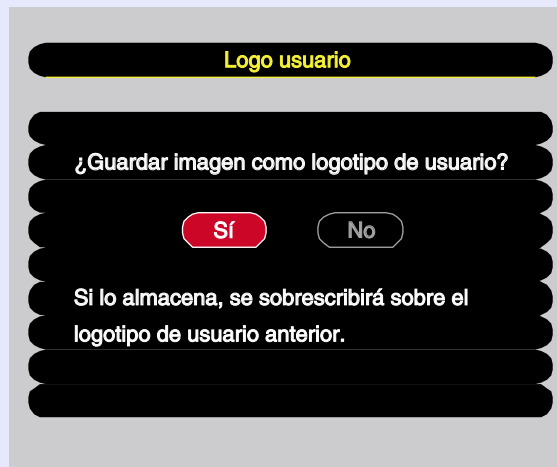 Logo usuario
¿Guardar imagen como logotipo de usuario?
Sí No
Si lo almacena, se sobrescribirá sobre el
logotipo de usuario anterior.